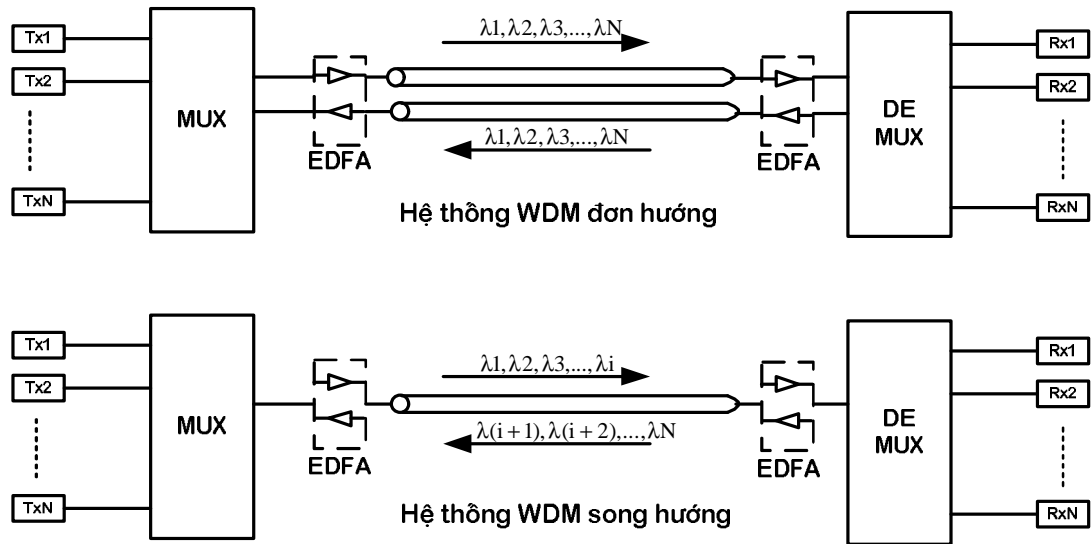 Tx1
Tx2
TxN
MUX
EDFA
λ1,λ2,λ3,...,λN
λ1,λ2,λ3,...,λN
EDFA
DE
MUX
Rx1
Rx2
RxN
Hệ thồng WDM đơn hướng
Tx1
Tx2
TxN
MUX
EDFA
λ1,λ2,λ3,...,λi
λ(i+1),λ(i+2),...,λN
EDFA
DE
MUX
Rx1
Rx2
RxN
Hệ thồng WDM song hướng